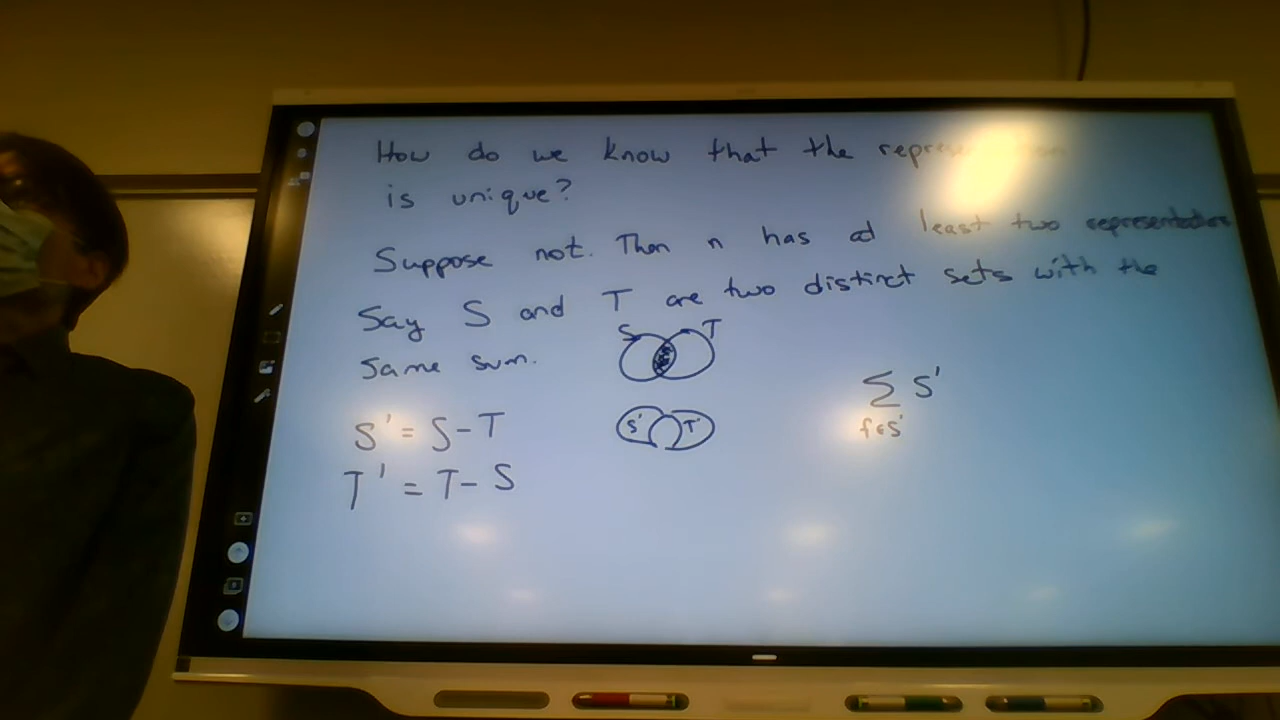 How do we know that the
is unique?
Suppose not. Then n has at least two representations
Say S and T are two distinct sets with the
same sum.
S T
S' = S - T
S' T'
T' = T - S
∑ S'
f ∈ S'